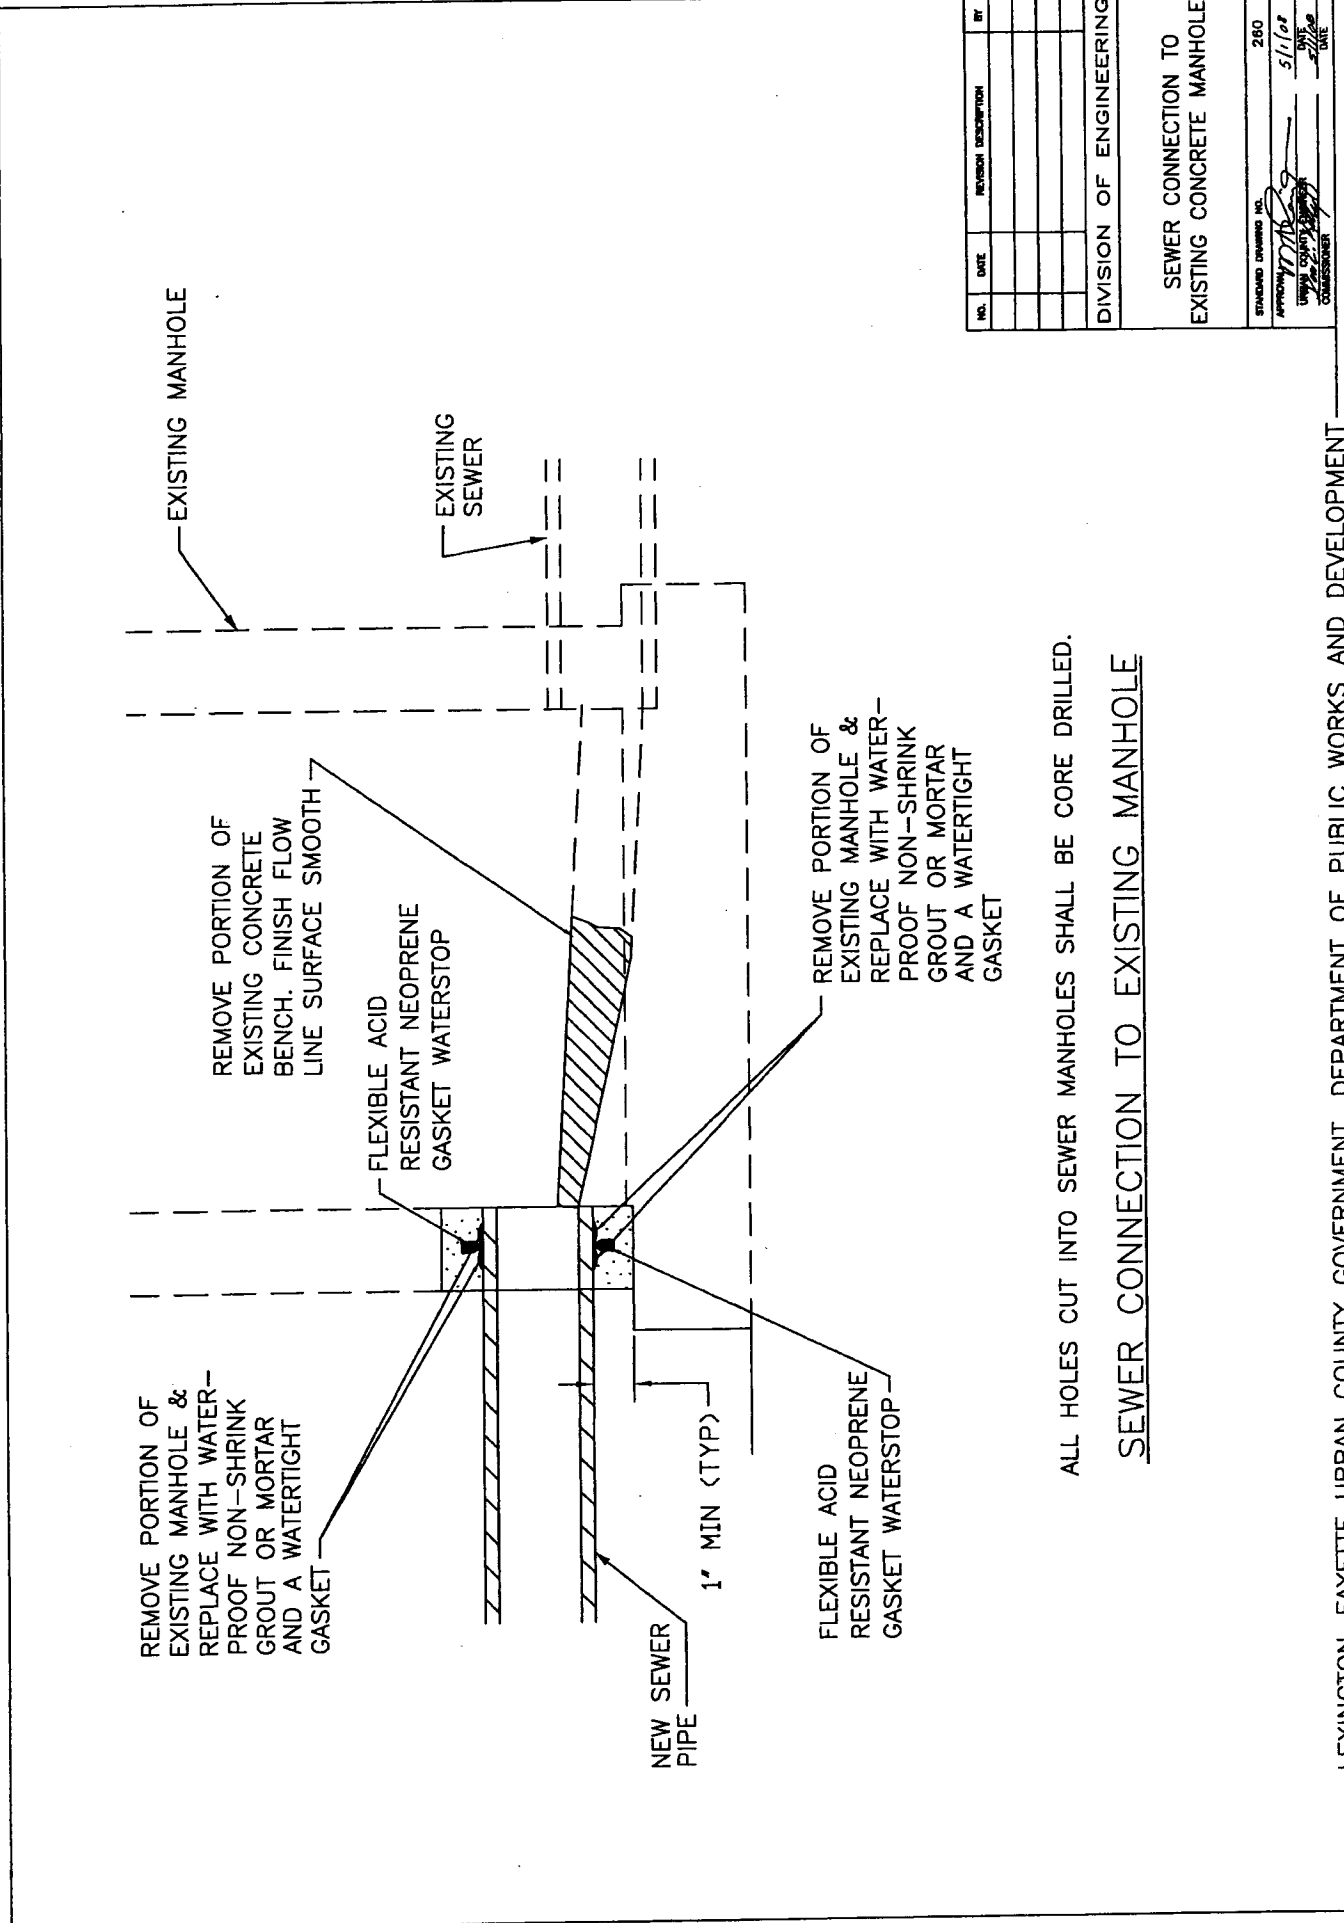 REMOVE PORTION OF
EXISTING MANHOLE &
REPLACE WITH WATER-
PROOF NON-SHRINK
GROUT OR MORTAR
AND A WATERTIGHT
GASKET
REMOVE PORTION OF
EXISTING CONCRETE
BENCH. FINISH FLOW
LINE SURFACE SMOOTH
EXISTING MANHOLE
FLEXIBLE ACID
RESISTANT NEOPRENE
GASKET WATERSTOP
EXISTING
SEWER
NEW SEWER
PIPE
1" MIN (TYP)
FLEXIBLE ACID
RESISTANT NEOPRENE
GASKET WATERSTOP
REMOVE PORTION OF
EXISTING MANHOLE &
REPLACE WITH WATER-
PROOF NON-SHRINK
GROUT OR MORTAR
AND A WATERTIGHT
GASKET
ALL HOLES CUT INTO SEWER MANHOLES SHALL BE CORE DRILLED.
SEWER CONNECTION TO EXISTING MANHOLE
NO. DATE REVISION DESCRIPTION BY
DIVISION OF ENGINEERING
SEWER CONNECTION TO
EXISTING CONCRETE MANHOLE
STANDARD DRAWING NO. 260
APPROVAL 5/1/08
URBAN COUNTY ENGINEER DATE
COMMISSIONER DATE
LEXINGTON FAYETTE URBAN COUNTY GOVERNMENT DEPARTMENT OF PUBLIC WORKS AND DEVELOPMENT